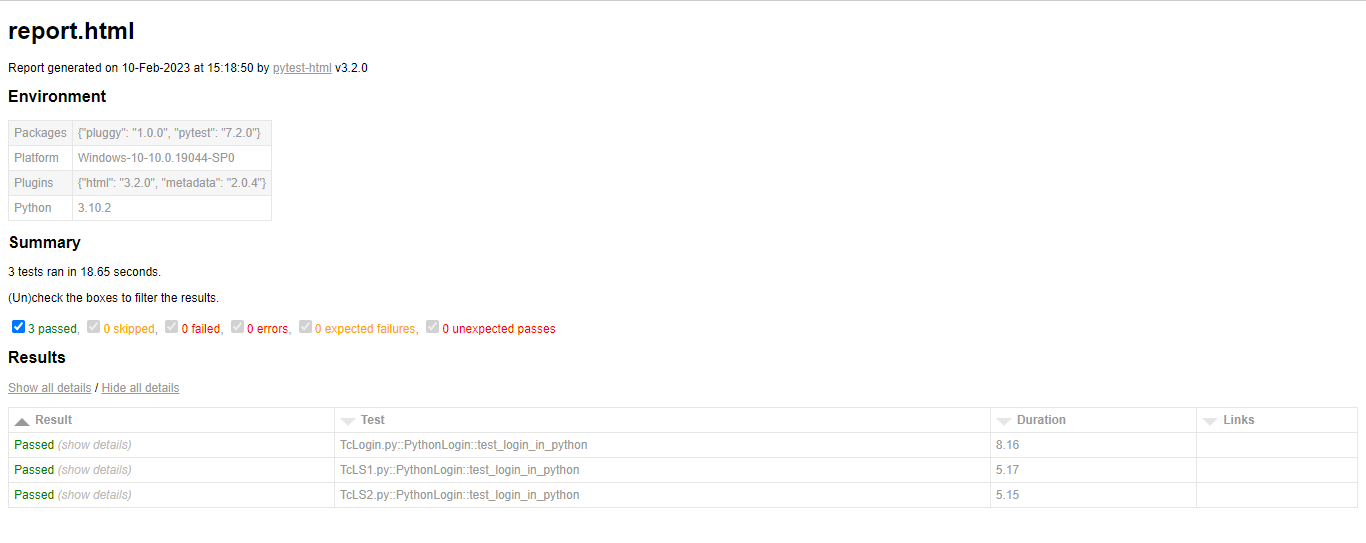 report.html
Report generated on 10-Feb-2023 at 15:18:50 by pytest-html v3.2.0
Environment
Packages {"pluggy": "1.0.0", "pytest": "7.2.0"}
Platform Windows-10-10.0.19044-SP0
Plugins {"html": "3.2.0", "metadata": "2.0.4"}
Python 3.10.2
Summary
3 tests ran in 18.65 seconds.
(Un)check the boxes to filter the results.
3 passed, 0 skipped, 0 failed, 0 errors, 0 expected failures, 0 unexpected passes
Results
Show all details / Hide all details
Result Test Duration Links
Passed (show details) TcLogin.py::PythonLogin::test_login_in_python 8.16
Passed (show details) TcLS1.py::PythonLogin::test_login_in_python 5.17
Passed (show details) TcLS2.py::PythonLogin::test_login_in_python 5.15